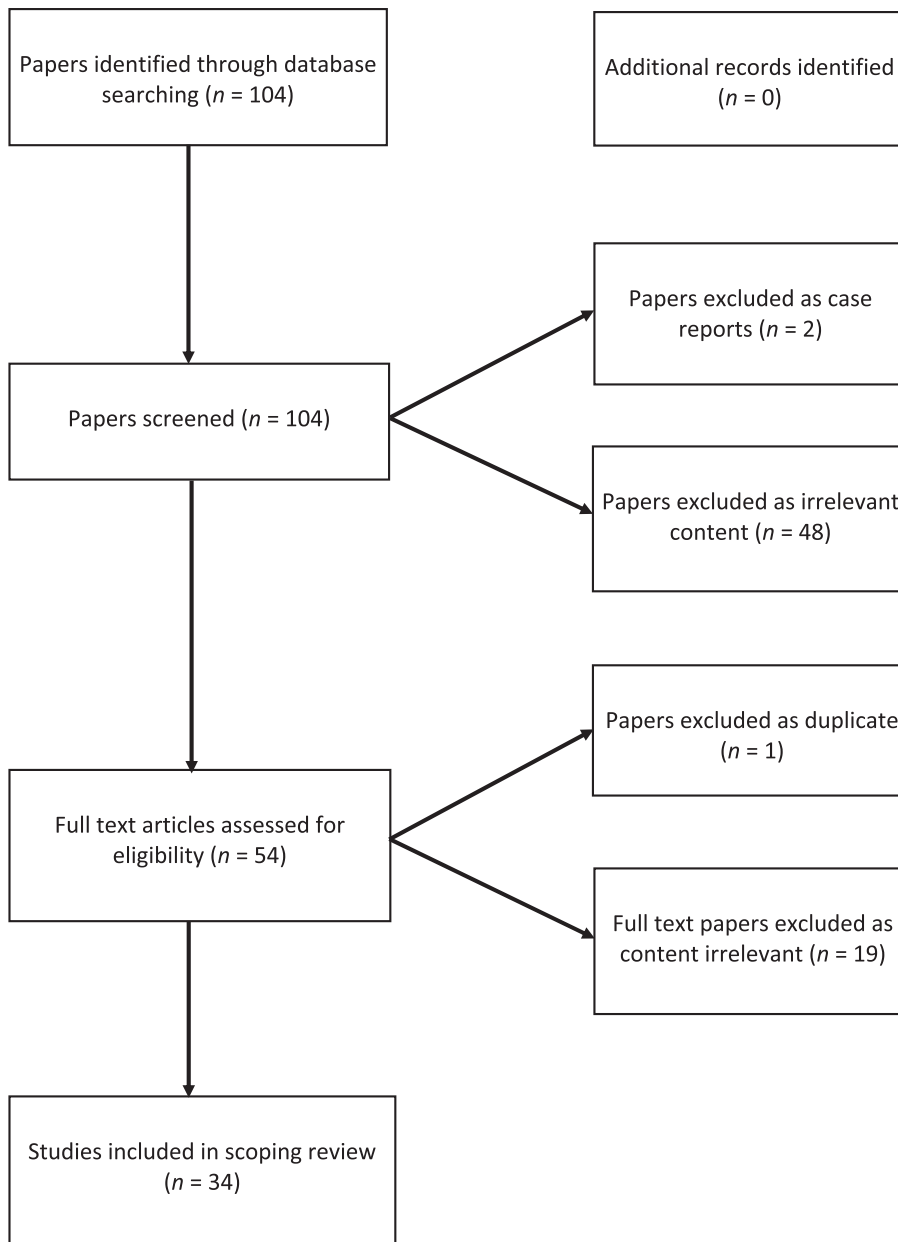 Papers identified through database
searching (n = 104)
Additional records identified
(n = 0)
Papers excluded as case
reports (n = 2)
Papers screened (n = 104)
Papers excluded as irrelevant
content (n = 48)
Papers excluded as duplicate
(n = 1)
Full text articles assessed for
eligibility (n = 54)
Full text papers excluded as
content irrelevant (n = 19)
Studies included in scoping review
(n = 34)